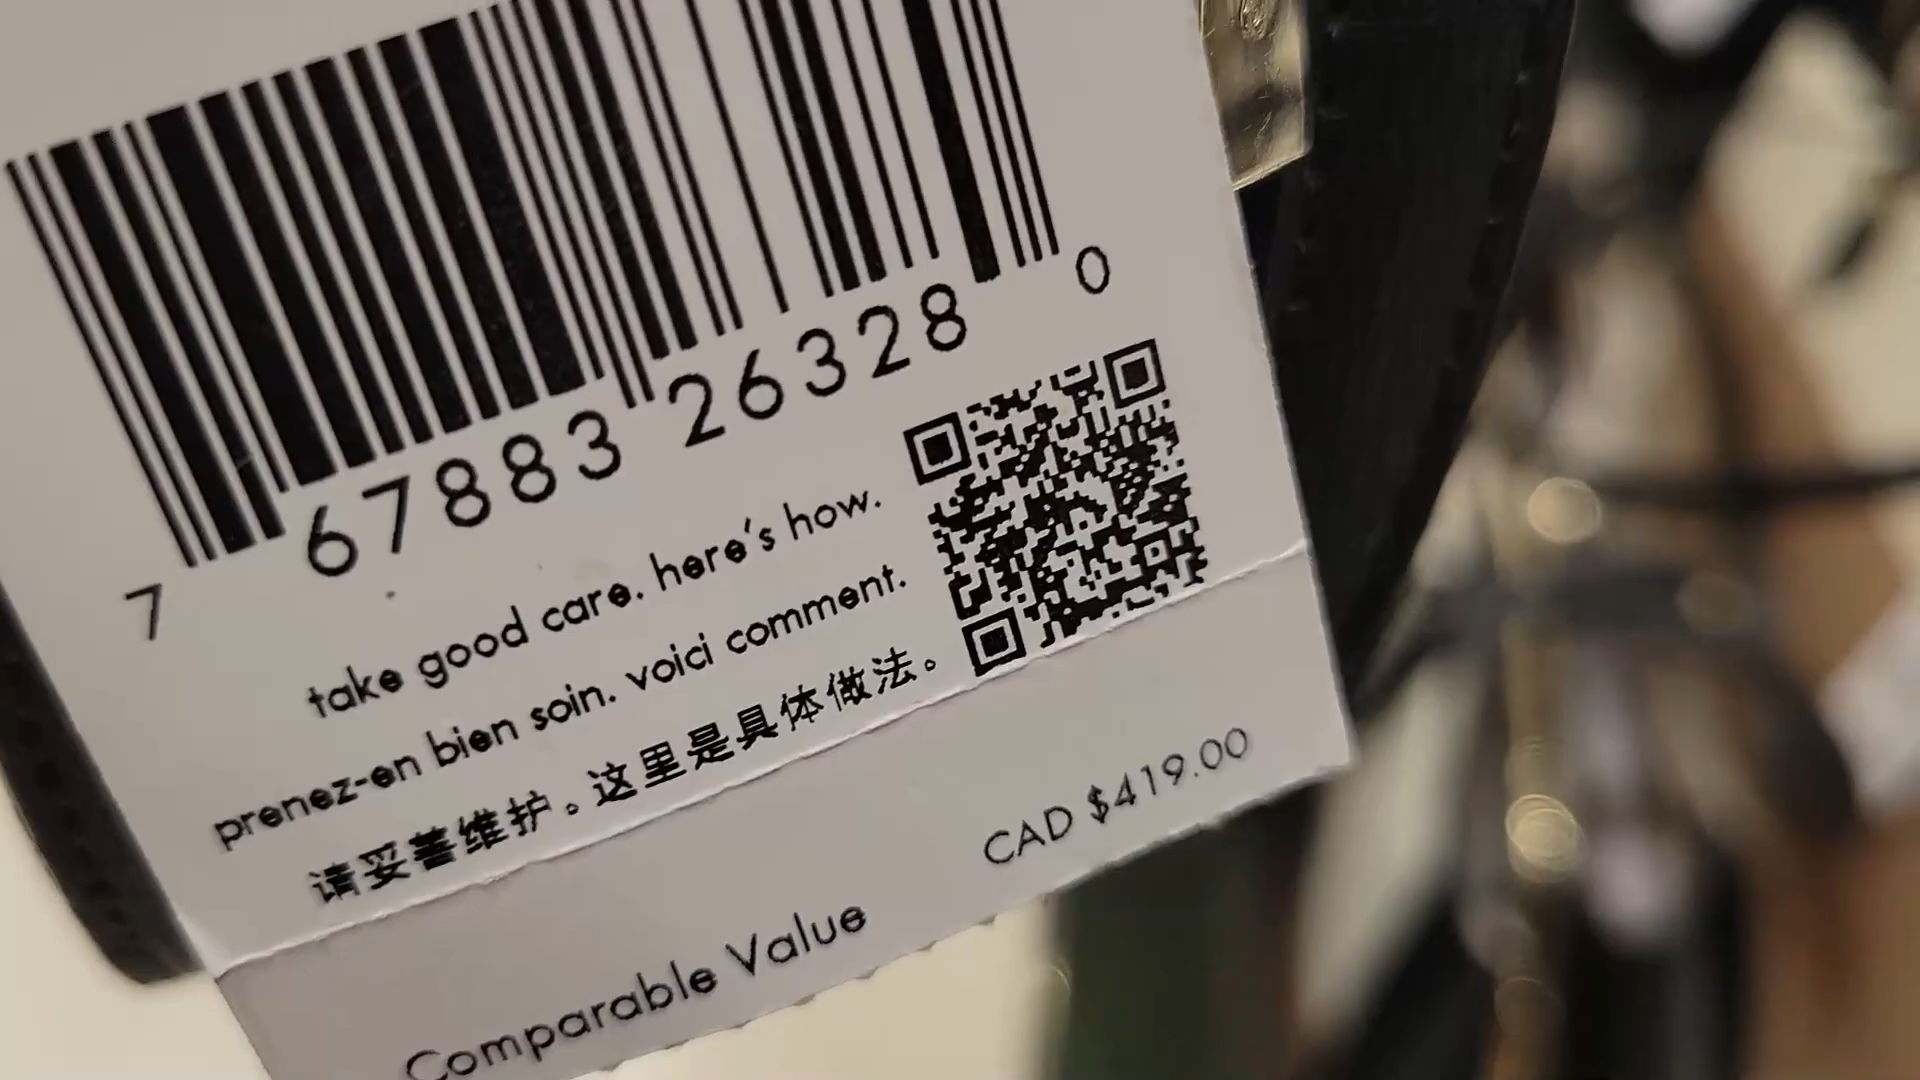 7 67883 26328 0
take good care. here's how.
prenez-en bien soin. voici comment.
请妥善维护。这里是具体做法。
Comparable Value CAD $419.00